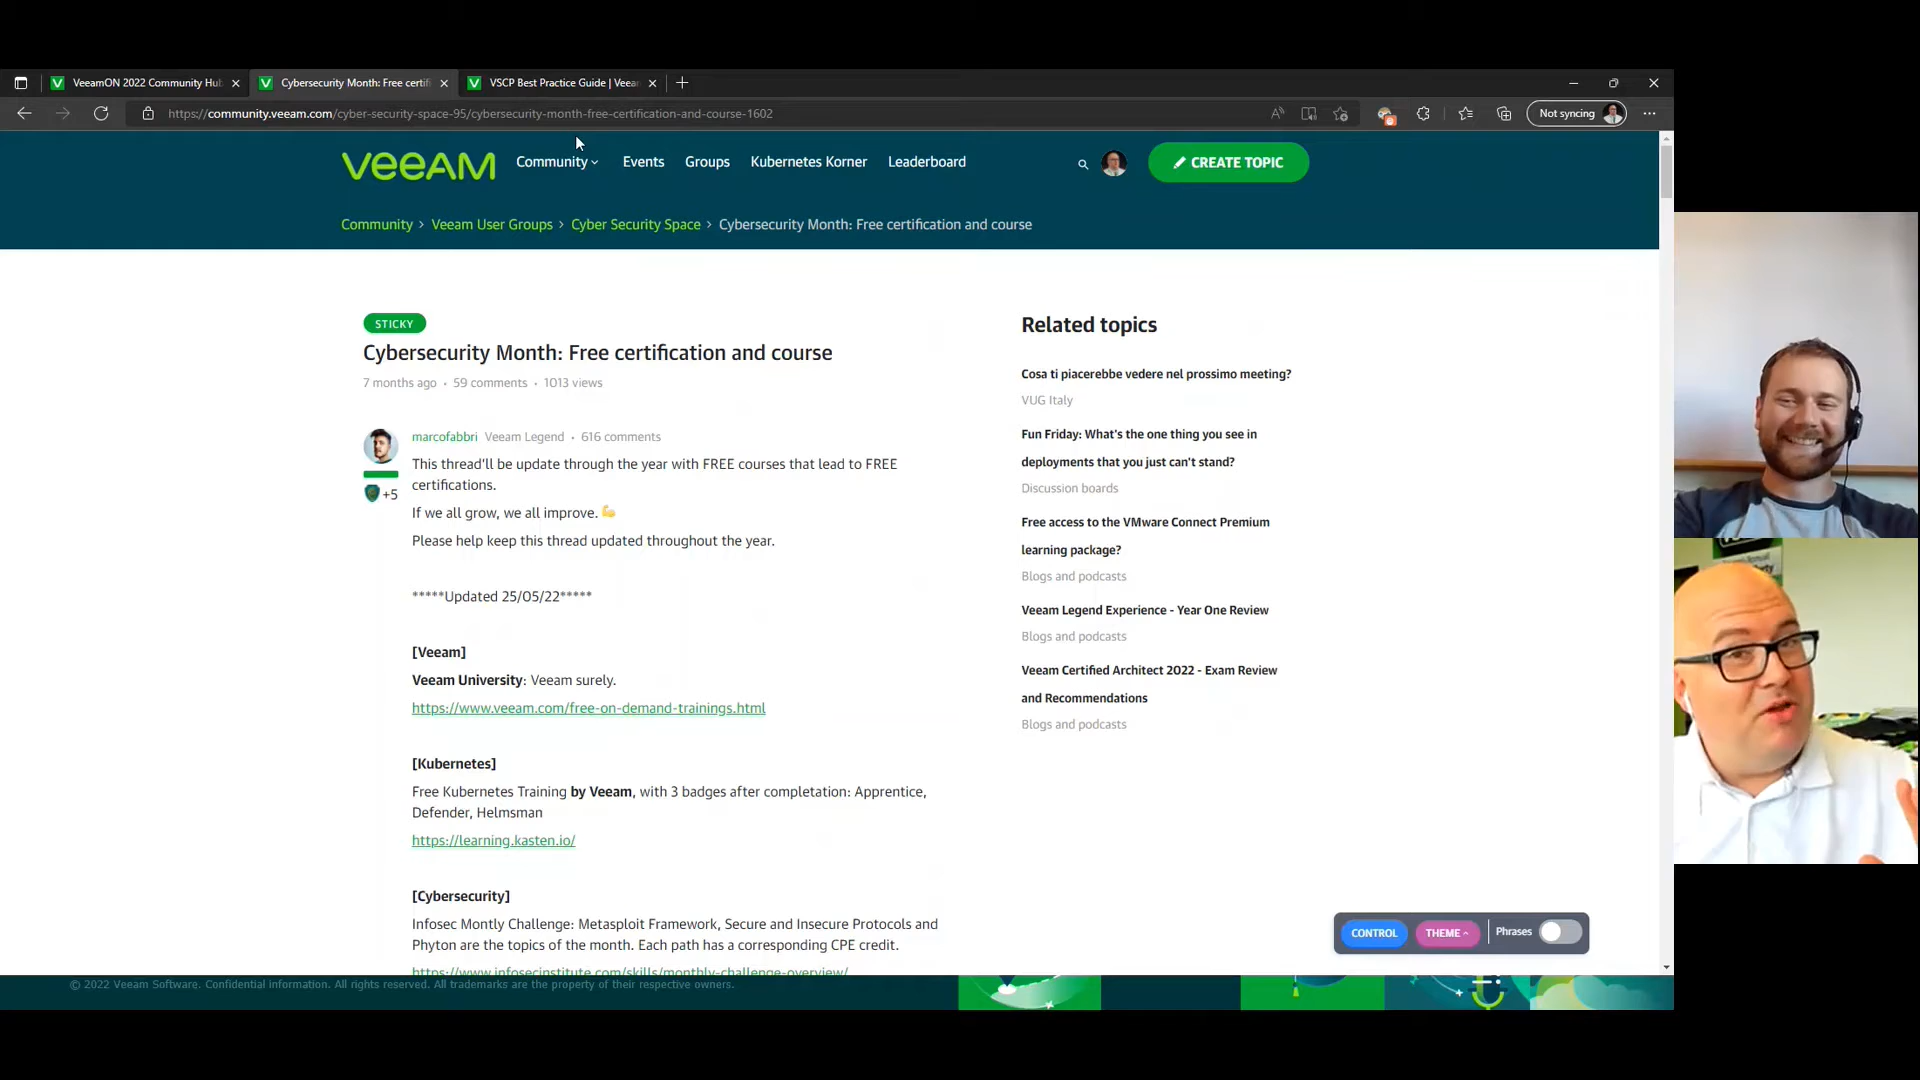 VeeamON 2022 Community Hub
Cybersecurity Month: Free certifi
VSCP Best Practice Guide | Veea
https://community.veeam.com/cyber-security-space-95/cybersecurity-month-free-certification-and-course-1602
Not syncing
veeam
Community
Events
Groups
Kubernetes Korner
Leaderboard
CREATE TOPIC
Community > Veeam User Groups > Cyber Security Space > Cybersecurity Month: Free certification and course
STICKY
Cybersecurity Month: Free certification and course
7 months ago · 59 comments · 1013 views
marcofabbri Veeam Legend · 616 comments
+5
This thread'll be update through the year with FREE courses that lead to FREE
certifications.
If we all grow, we all improve. 💪
Please help keep this thread updated throughout the year.
*****Updated 25/05/22*****
[Veeam]
Veeam University: Veeam surely.
https://www.veeam.com/free-on-demand-trainings.html
[Kubernetes]
Free Kubernetes Training by Veeam, with 3 badges after completion: Apprentice,
Defender, Helmsman
https://learning.kasten.io/
[Cybersecurity]
Infosec Montly Challenge: Metasploit Framework, Secure and Insecure Protocols and
Phyton are the topics of the month. Each path has a corresponding CPE credit.
https://www.infosecinstitute.com/skills/monthly-challenge-overview/
Related topics
Cosa ti piacerebbe vedere nel prossimo meeting?
VUG Italy
Fun Friday: What's the one thing you see in
deployments that you just can't stand?
Discussion boards
Free access to the VMware Connect Premium
learning package?
Blogs and podcasts
Veeam Legend Experience - Year One Review
Blogs and podcasts
Veeam Certified Architect 2022 - Exam Review
and Recommendations
Blogs and podcasts
CONTROL
THEME
Phrases
© 2022 Veeam Software. Confidential information. All rights reserved. All trademarks are the property of their respective owners.